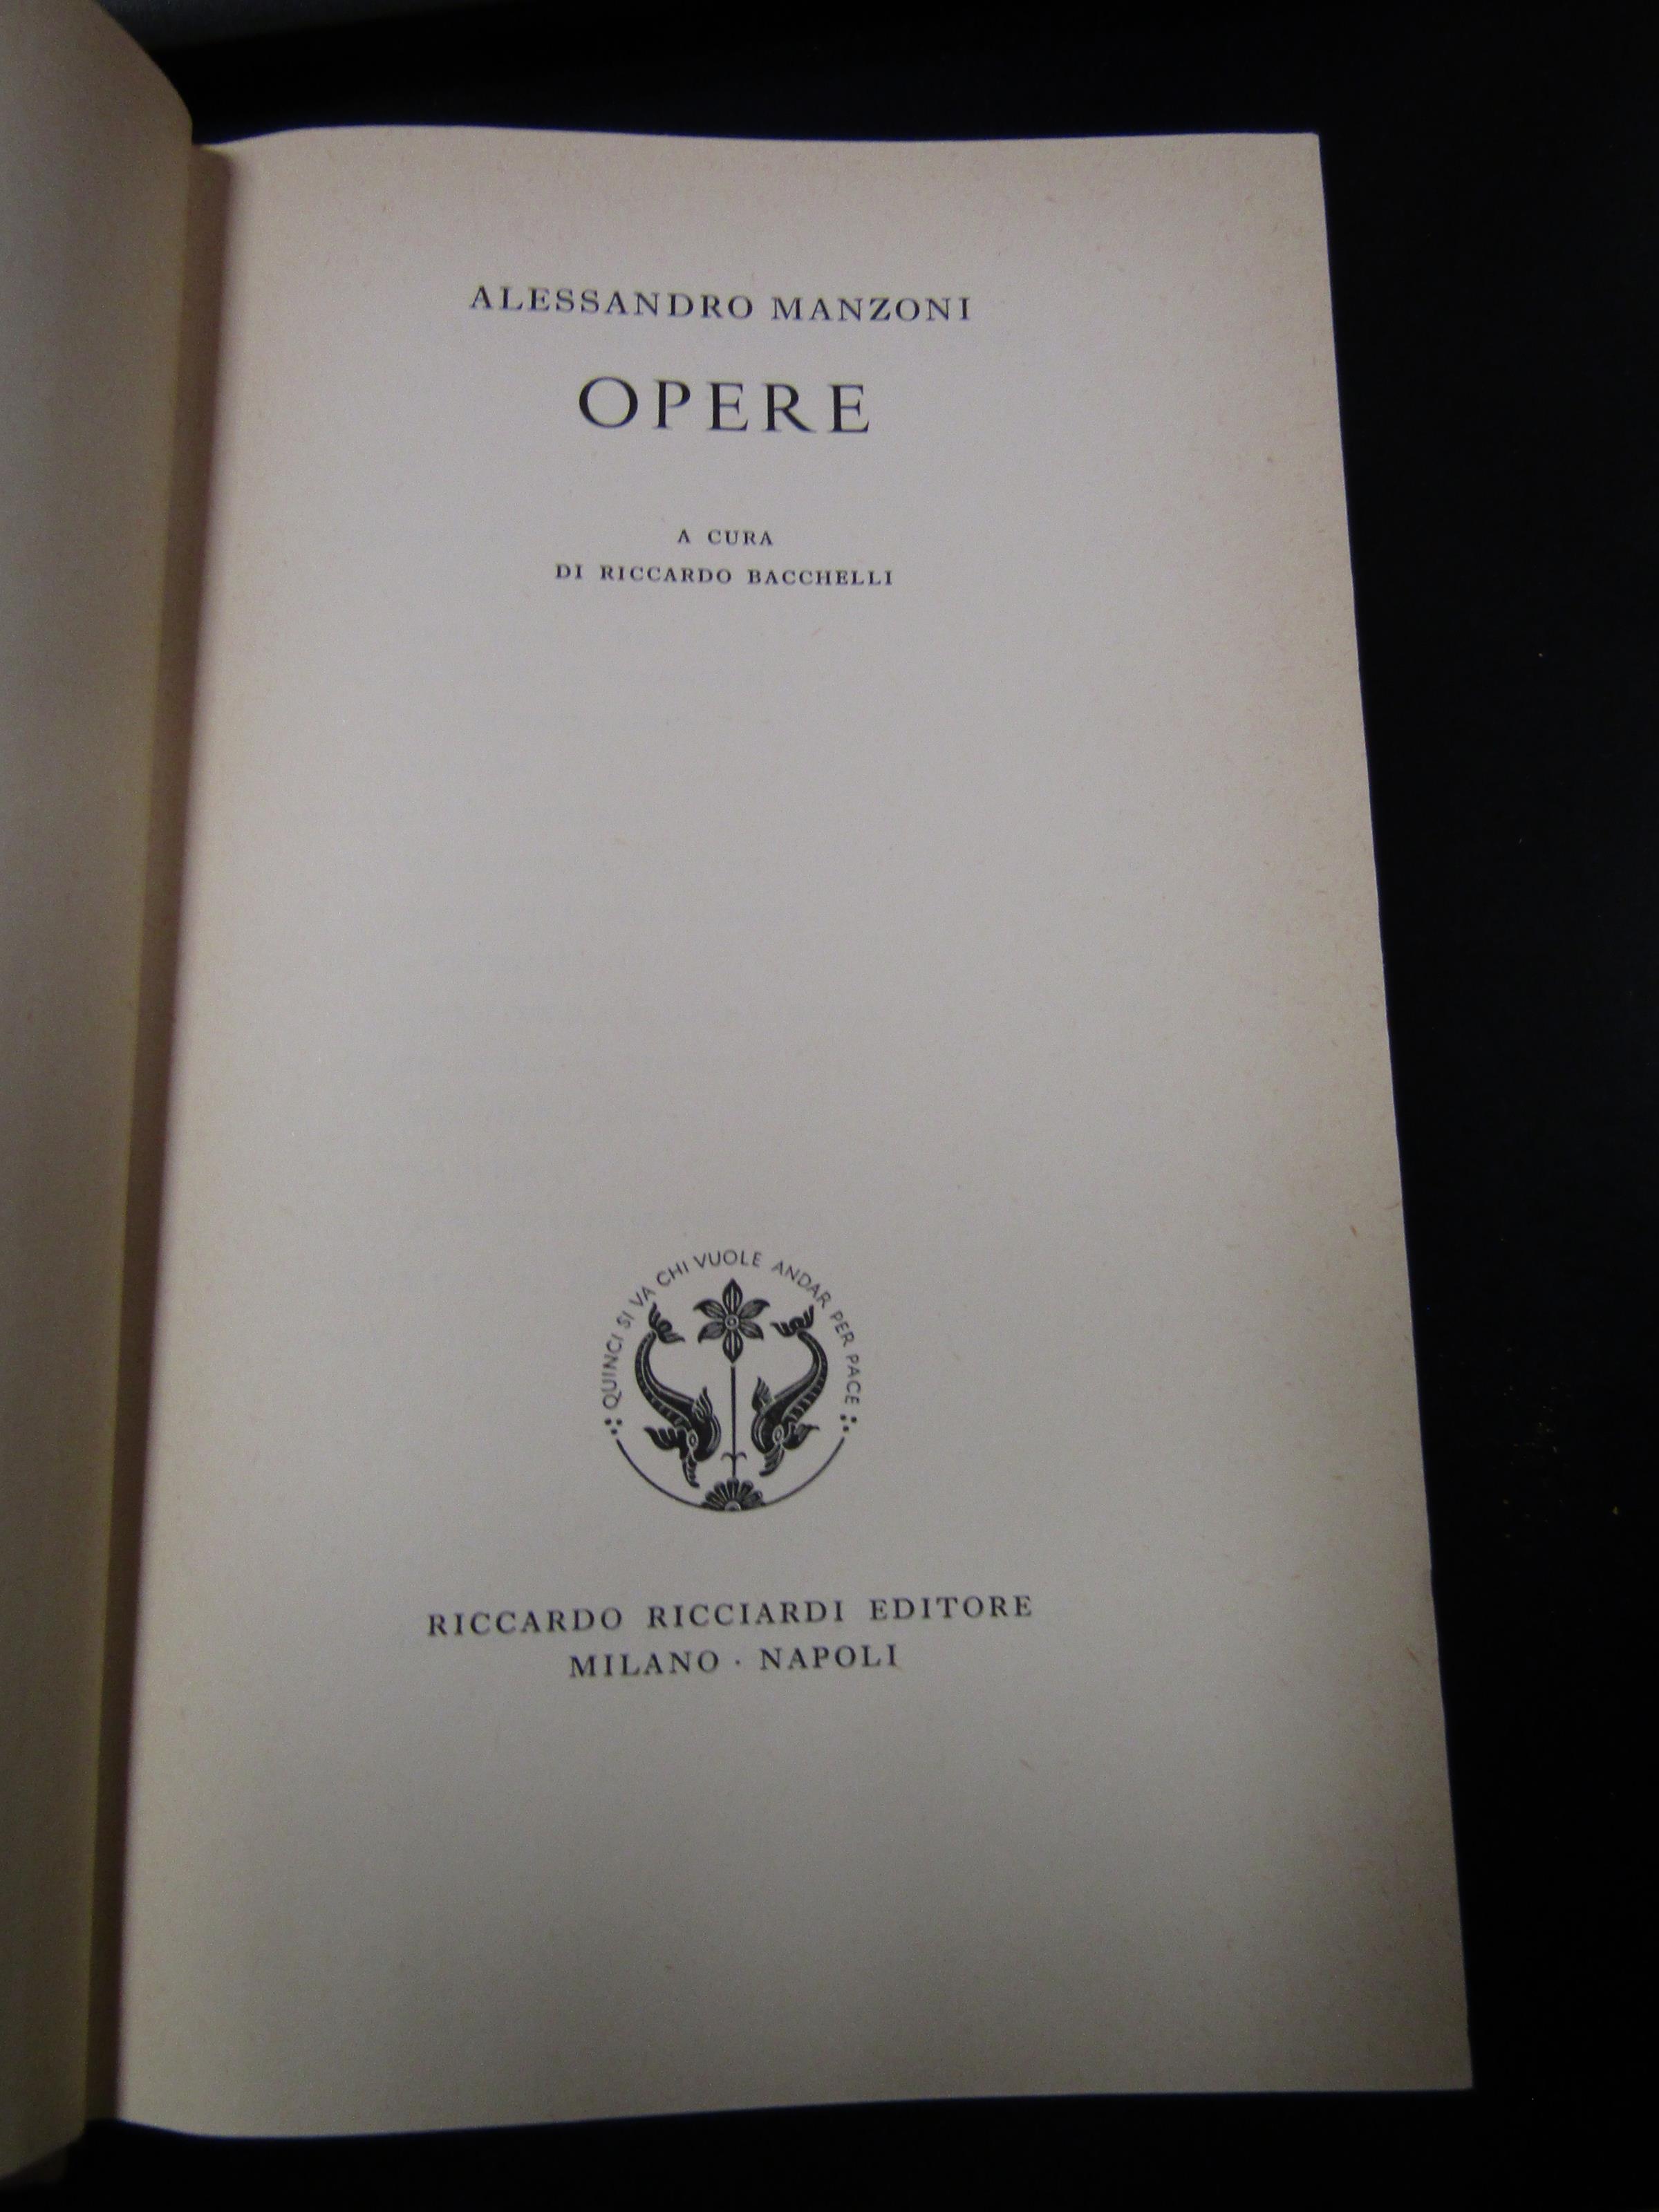 ALESSANDRO MANZONI
OPERE
A CURA
DI RICCARDO BACCHELLI
QUINCI SI VA CHI VUOLE ANDAR PER PACE
RICCARDO RICCIARDI EDITORE
MILANO · NAPOLI